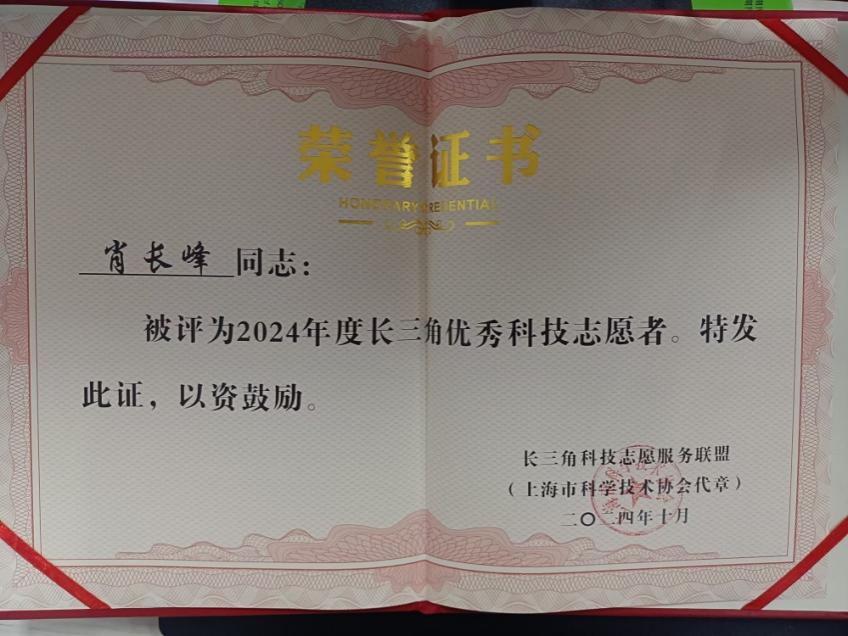 荣誉证书
HONORARY CREDENTIAL
肖长峰同志：
被评为2024年度长三角优秀科技志愿者。特发
此证，以资鼓励。
长三角科技志愿服务联盟
（上海市科学技术协会代章）
二〇二四年十月